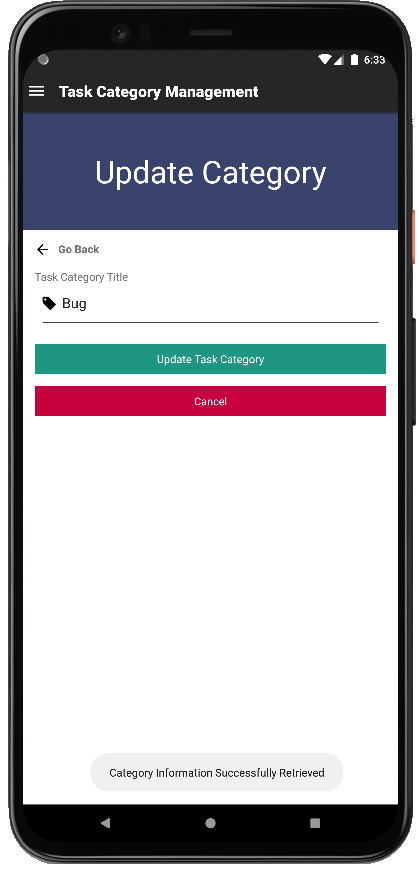 6:33
Task Category Management
Update Category
Go Back
Task Category Title
Bug
Update Task Category
Cancel
Category Information Successfully Retrieved